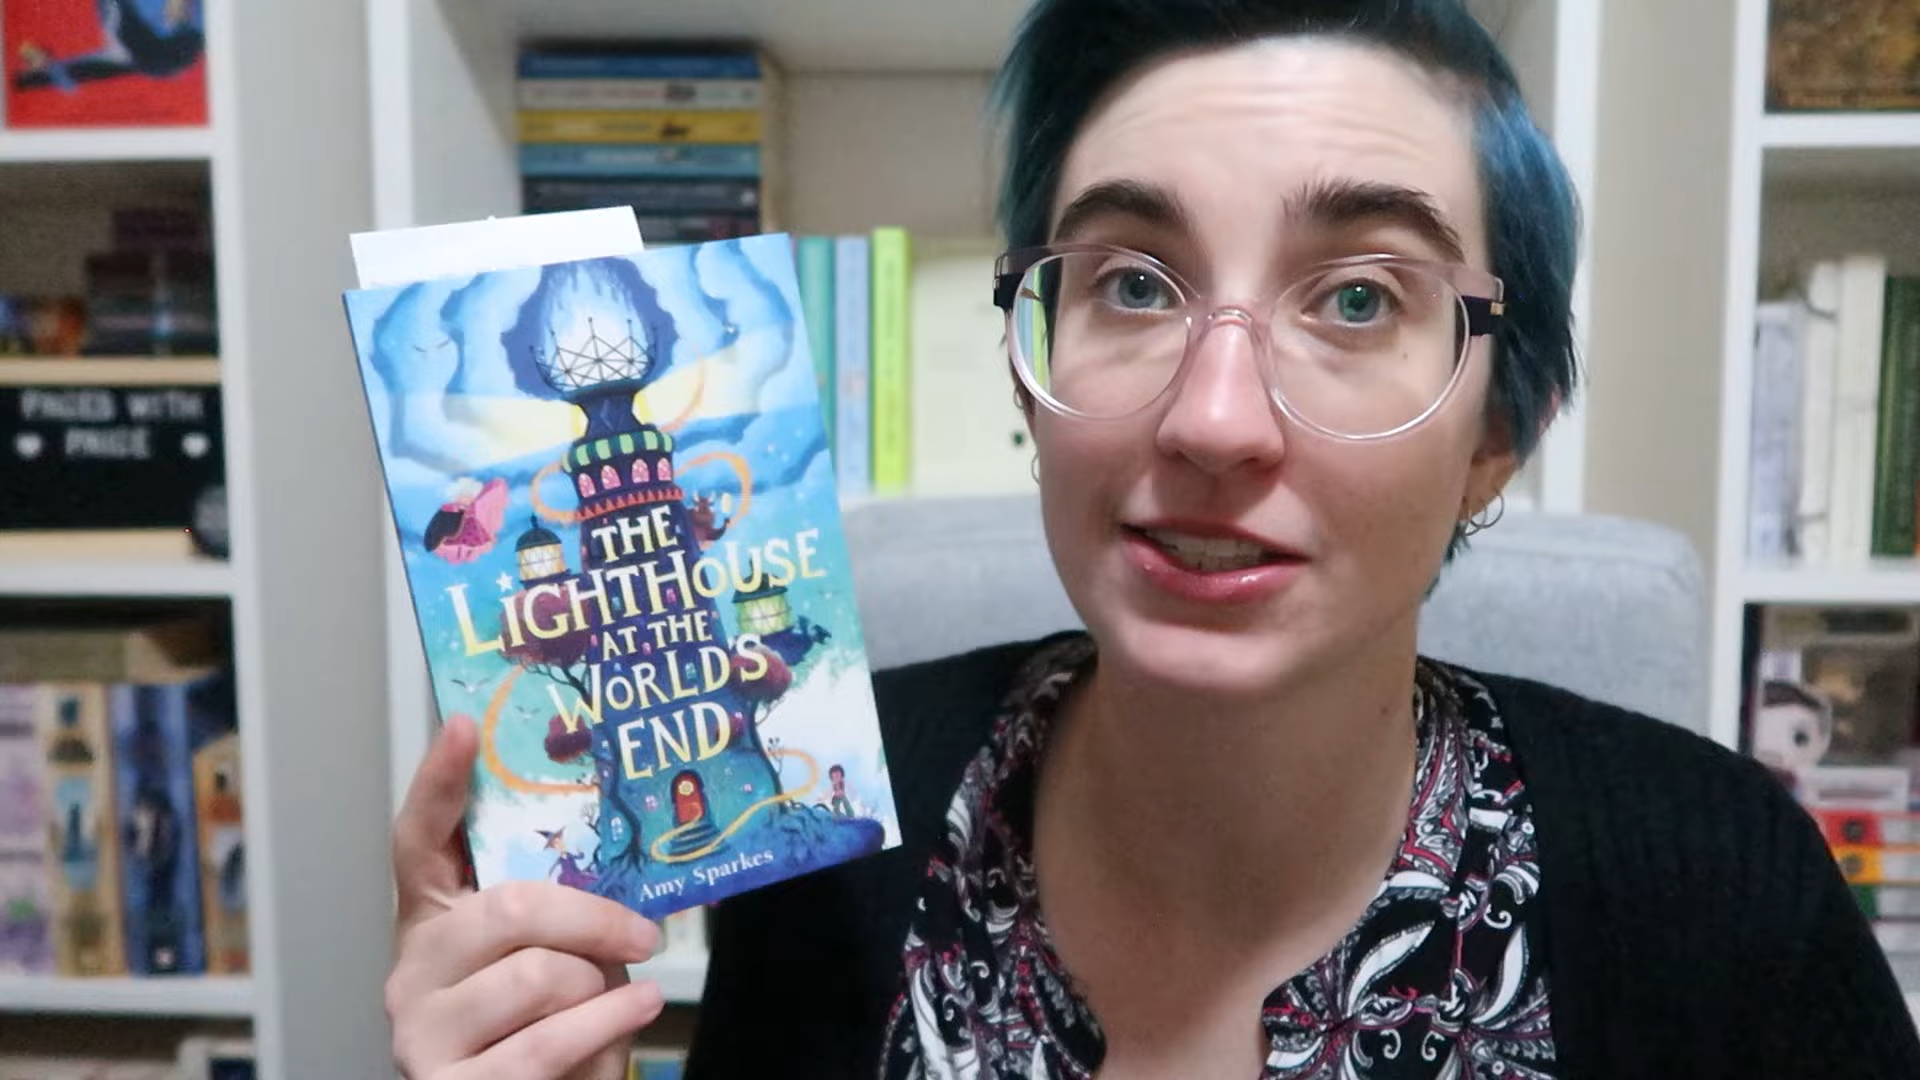 PAGES WITH
PAIGE
THE
LIGHTHOUSE
AT THE
WORLD'S
END
Amy Sparkes